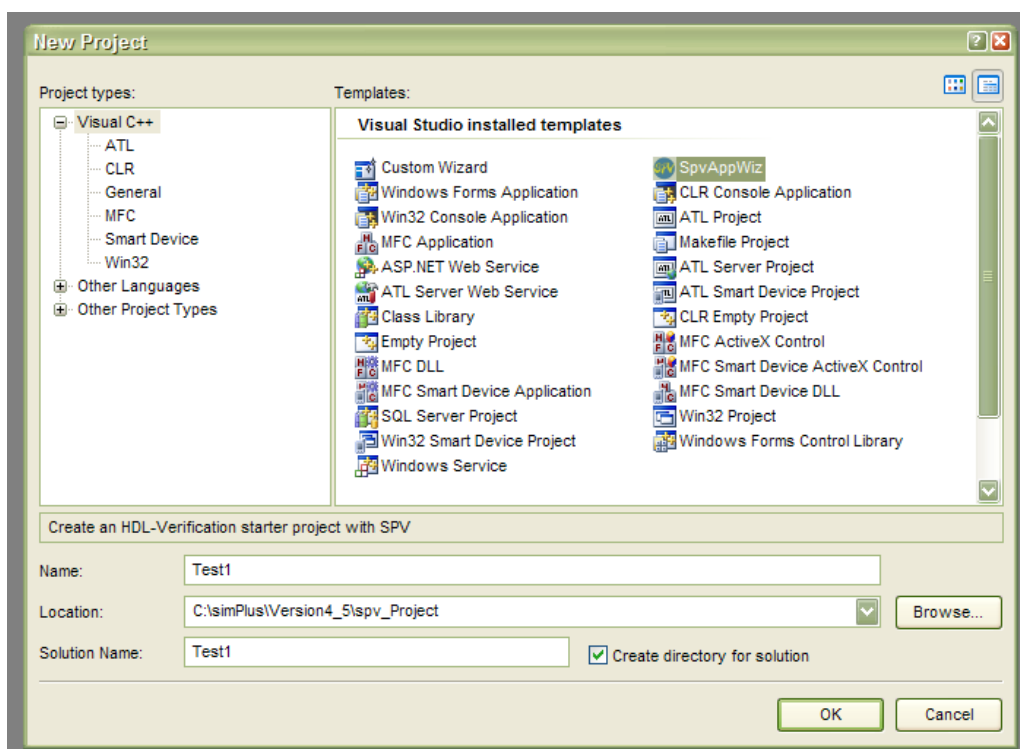 New Project
Project types:
Templates:
Visual C++
ATL
CLR
General
MFC
Smart Device
Win32
Other Languages
Other Project Types
Visual Studio installed templates
Custom Wizard
SpvAppWiz
Windows Forms Application
CLR Console Application
Win32 Console Application
ATL Project
MFC Application
Makefile Project
ASP.NET Web Service
ATL Server Project
ATL Server Web Service
ATL Smart Device Project
Class Library
CLR Empty Project
Empty Project
MFC ActiveX Control
MFC DLL
MFC Smart Device ActiveX Control
MFC Smart Device Application
MFC Smart Device DLL
SQL Server Project
Win32 Project
Win32 Smart Device Project
Windows Forms Control Library
Windows Service
Create an HDL-Verification starter project with SPV
Name:
Test1
Location:
C:\simPlus\Version4_5\spv_Project
Browse...
Solution Name:
Test1
Create directory for solution
OK
Cancel